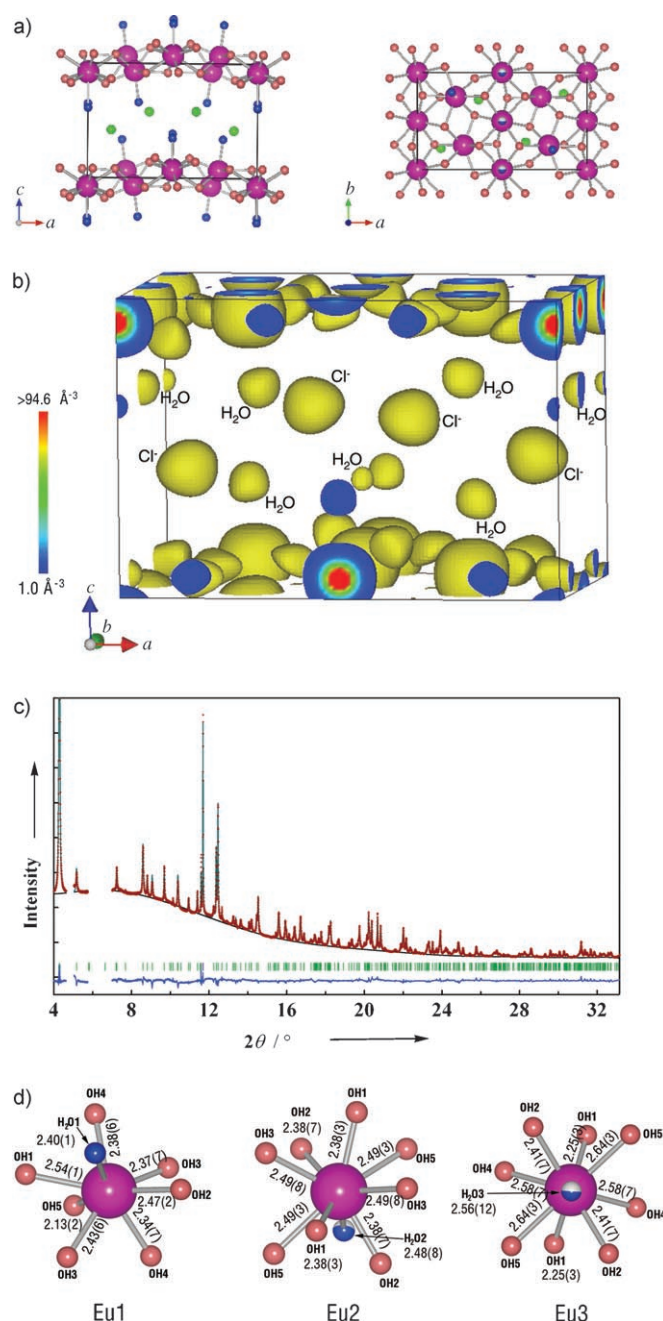 a)
c
a
b
a
b)
>94.6 Å⁻³
1.0 Å⁻³
H₂O
H₂O
Cl⁻
H₂O
Cl⁻
H₂O
Cl⁻
H₂O
H₂O
Cl⁻
H₂O
c
b
a
c)
Intensity
4 8 12 16 20 24 28 32
2θ / °
d)
OH4
H₂O1
2.40(1)
2.38(6)
OH1
2.54(1)
2.37(7)
OH3
2.47(2)
OH2
OH5
2.13(2)
2.43(6)
2.34(7)
OH3
OH4
Eu1
OH1
OH2
2.38(7)
2.38(3)
OH3
2.49(3)
OH5
2.49(8)
2.49(8)
OH3
2.49(3)
2.38(7)
OH1
2.38(3)
H₂O2
2.48(8)
OH2
Eu2
OH2
OH1
2.25(3)
OH5
2.41(7)
2.64(3)
OH4
2.58(7)
2.58(7)
OH4
H₂O3
2.56(12)
2.64(3)
2.41(7)
OH5
OH1
2.25(3)
OH2
Eu3